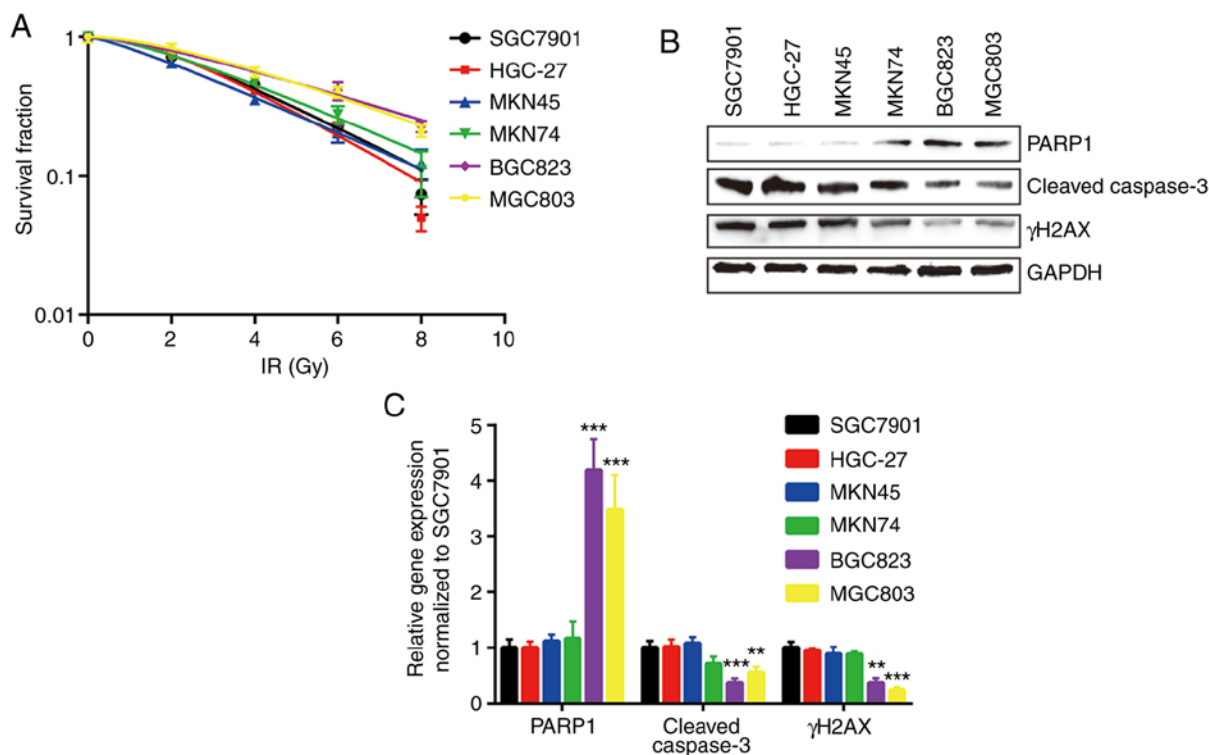 A
Survival fraction
1
0.1
0.01
0
2
4
6
8
10
IR (Gy)
SGC7901
HGC-27
MKN45
MKN74
BGC823
MGC803
B
SGC7901
HGC-27
MKN45
MKN74
BGC823
MGC803
PARP1
Cleaved caspase-3
γH2AX
GAPDH
C
Relative gene expression
normalized to SGC7901
5
4
3
2
1
0
***
***
***
**
**
***
PARP1
Cleaved
caspase-3
γH2AX
SGC7901
HGC-27
MKN45
MKN74
BGC823
MGC803